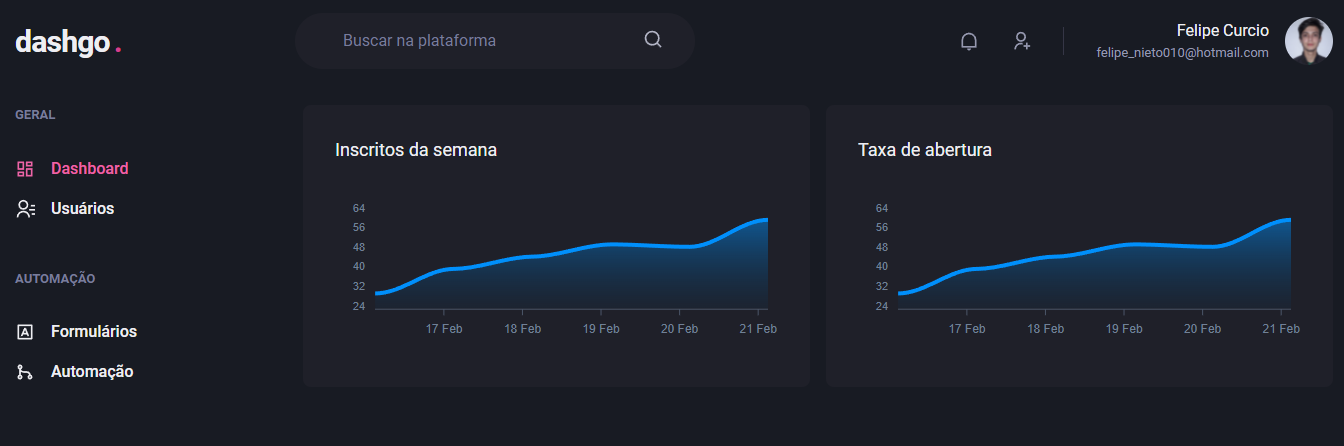 dashgo.
Buscar na plataforma
Felipe Curcio
felipe_nieto010@hotmail.com
GERAL
Dashboard
Usuários
AUTOMAÇÃO
Formulários
Automação
Inscritos da semana
64
56
48
40
32
24
17 Feb 18 Feb 19 Feb 20 Feb 21 Feb
Taxa de abertura
64
56
48
40
32
24
17 Feb 18 Feb 19 Feb 20 Feb 21 Feb